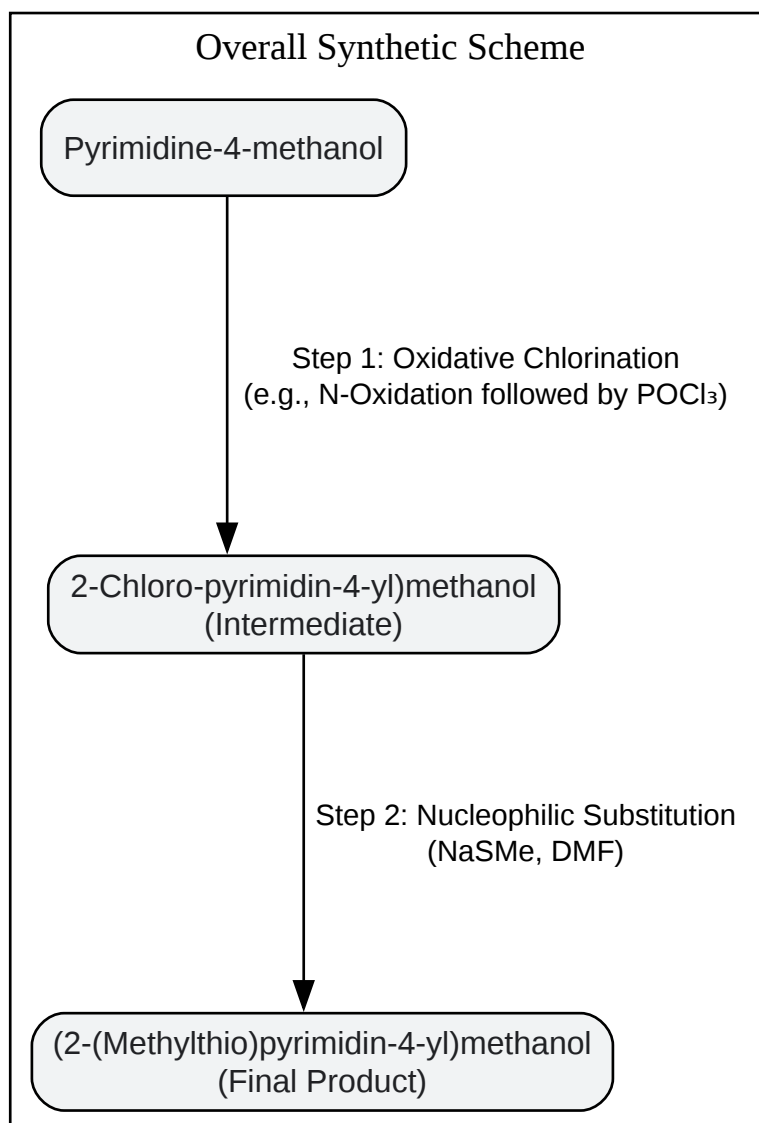 Overall Synthetic Scheme
Pyrimidine-4-methanol
Step 1: Oxidative Chlorination
(e.g., N-Oxidation followed by POCl₃)
2-Chloro-pyrimidin-4-yl)methanol
(Intermediate)
Step 2: Nucleophilic Substitution
(NaSMe, DMF)
(2-(Methylthio)pyrimidin-4-yl)methanol
(Final Product)